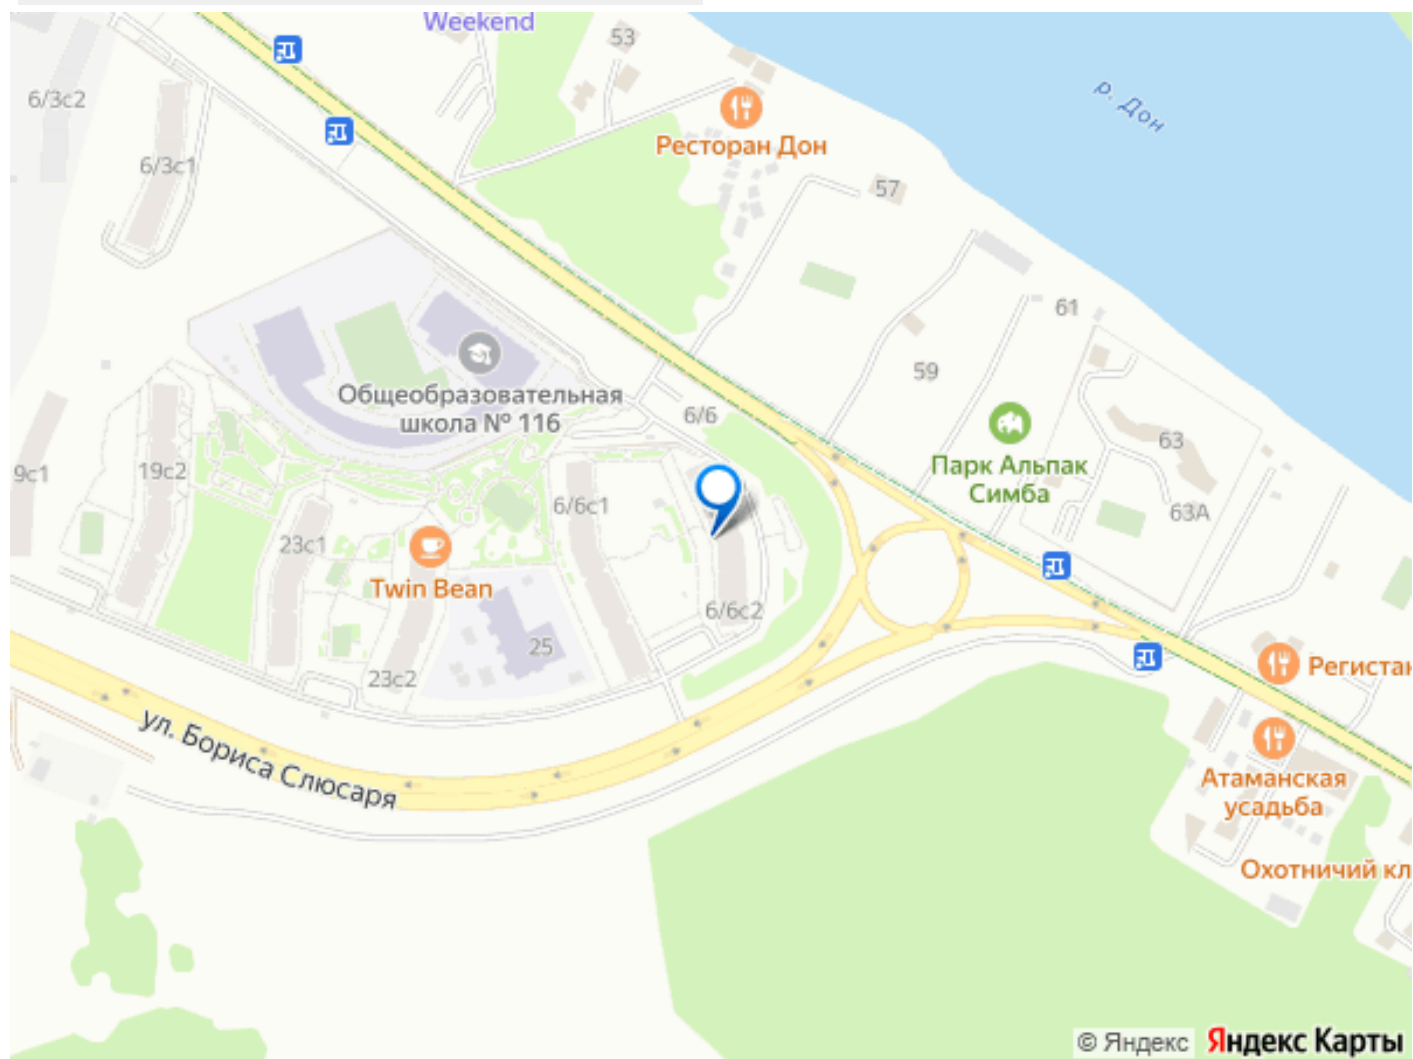 Weekend
53
6/3с2
р. Дон
Ресторан Дон
6/3с1
57
61
Общеобразовательная
школа № 116
59
6/6
Парк Альпак
Симба
63
63А
9с1
19с2
6/6с1
23с1
Twin Bean
6/6с2
25
23с2
Регистан
ул. Бориса Слюсаря
Атаманская
усадьба
Охотничий кл
© Яндекс
Яндекс Карты